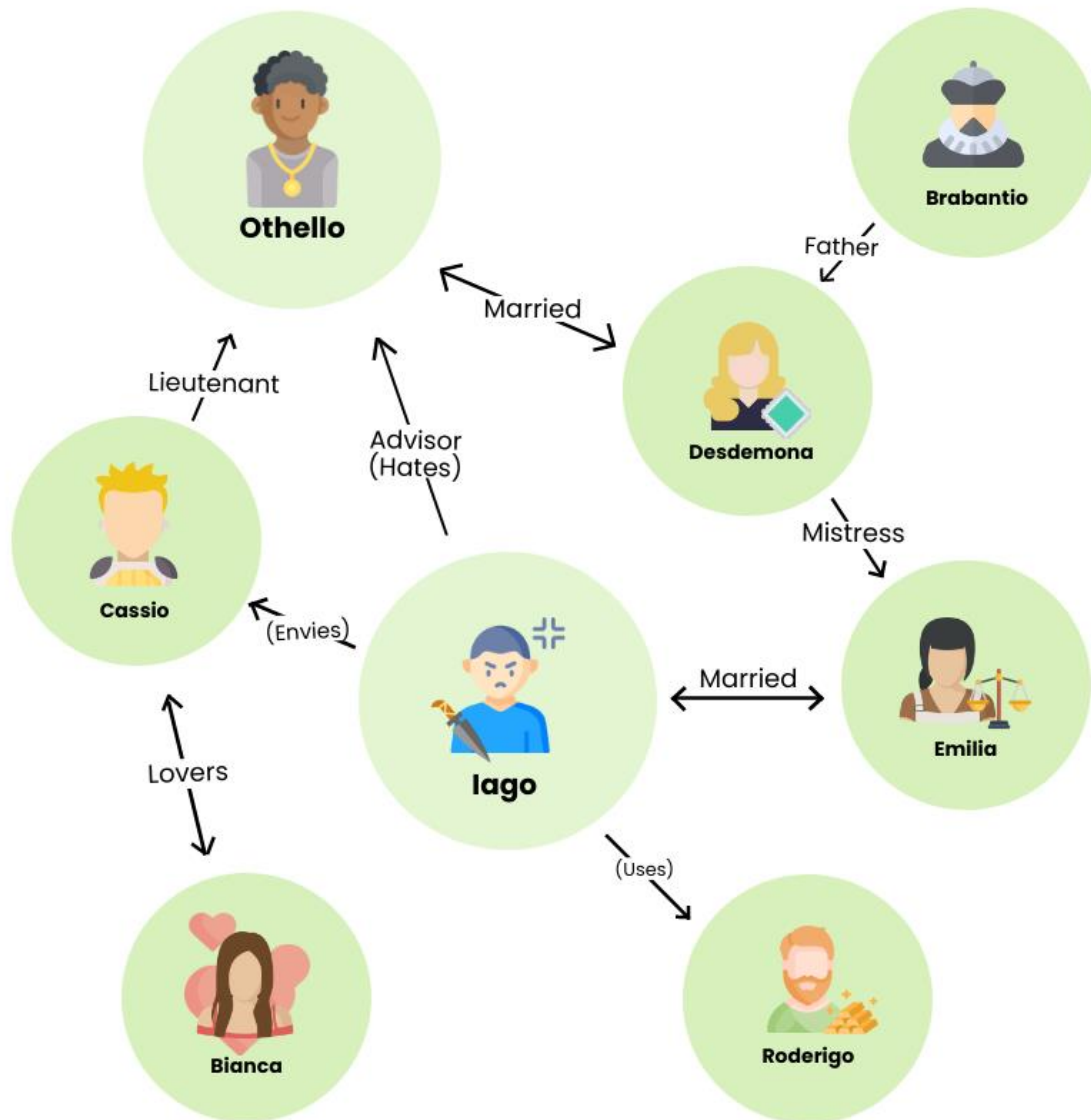 Othello
Brabantio
Father
Married
Desdemona
Lieutenant
Advisor
(Hates)
Mistress
Cassio
(Envies)
Married
Emilia
Iago
Lovers
(Uses)
Bianca
Roderigo